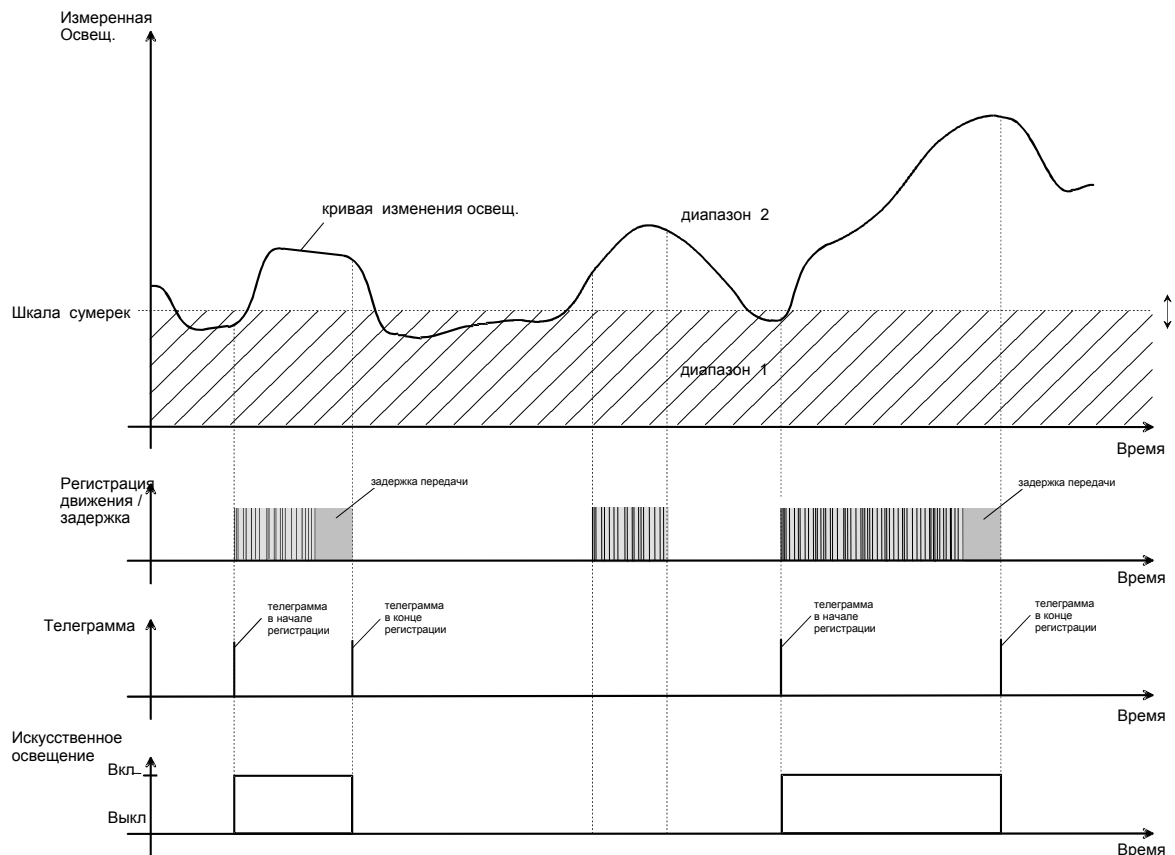 Измеренная
Освещ.
кривая изменения освещ.
диапазон 2
Шкала сумерек
диапазон 1
Время
Регистрация
движения /
задержка
задержка передачи
задержка передачи
Время
Телеграмма
телеграмма
в начале
регистрации
телеграмма
в конце
регистрации
телеграмма
в начале
регистрации
телеграмма
в конце
регистрации
Время
Искусственное
освещение
Вкл
Выкл
Время